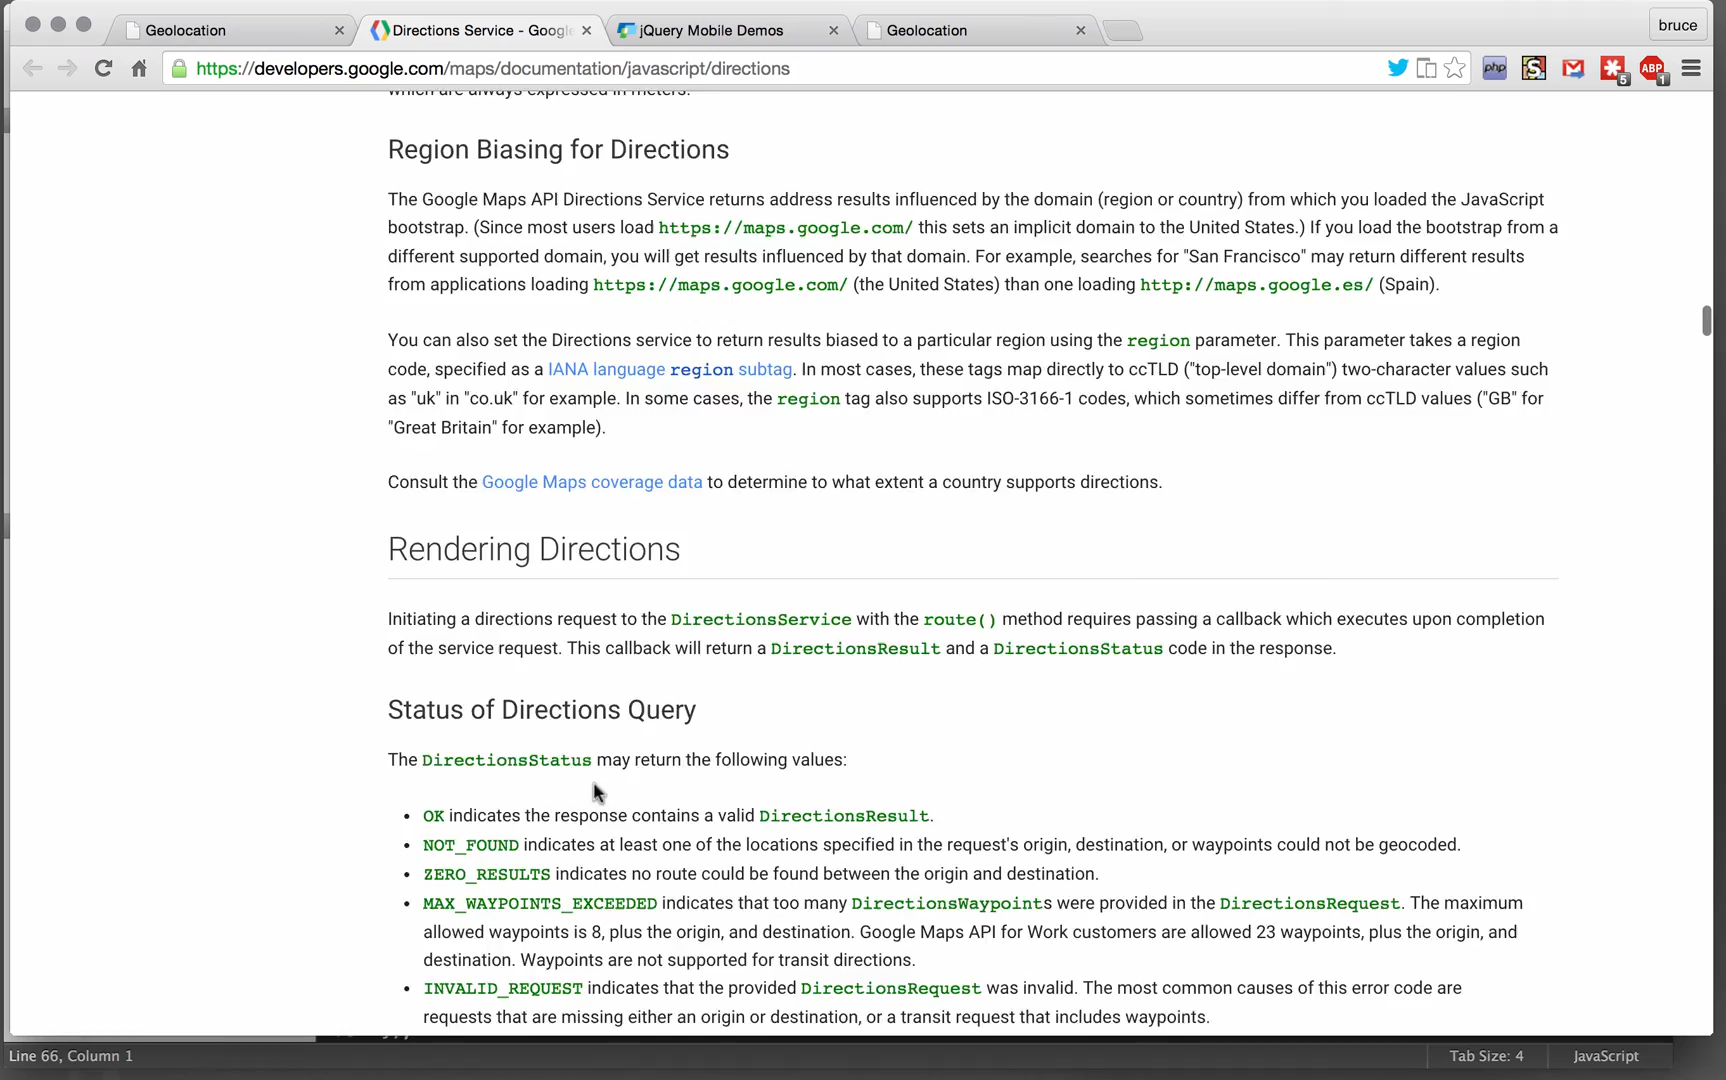 Geolocation
Directions Service - Google
jQuery Mobile Demos
Geolocation
bruce
https://developers.google.com/maps/documentation/javascript/directions
php
S
5
ABP
1
which are always expressed in meters.
Region Biasing for Directions
The Google Maps API Directions Service returns address results influenced by the domain (region or country) from which you loaded the JavaScript
bootstrap. (Since most users load https://maps.google.com/ this sets an implicit domain to the United States.) If you load the bootstrap from a
different supported domain, you will get results influenced by that domain. For example, searches for "San Francisco" may return different results
from applications loading https://maps.google.com/ (the United States) than one loading http://maps.google.es/ (Spain).
You can also set the Directions service to return results biased to a particular region using the region parameter. This parameter takes a region
code, specified as a IANA language region subtag. In most cases, these tags map directly to ccTLD ("top-level domain") two-character values such
as "uk" in "co.uk" for example. In some cases, the region tag also supports ISO-3166-1 codes, which sometimes differ from ccTLD values ("GB" for
"Great Britain" for example).
Consult the Google Maps coverage data to determine to what extent a country supports directions.
Rendering Directions
Initiating a directions request to the DirectionsService with the route() method requires passing a callback which executes upon completion
of the service request. This callback will return a DirectionsResult and a DirectionsStatus code in the response.
Status of Directions Query
The DirectionsStatus may return the following values:
• OK indicates the response contains a valid DirectionsResult.
• NOT_FOUND indicates at least one of the locations specified in the request's origin, destination, or waypoints could not be geocoded.
• ZERO_RESULTS indicates no route could be found between the origin and destination.
• MAX_WAYPOINTS_EXCEEDED indicates that too many DirectionsWaypoints were provided in the DirectionsRequest. The maximum
allowed waypoints is 8, plus the origin, and destination. Google Maps API for Work customers are allowed 23 waypoints, plus the origin, and
destination. Waypoints are not supported for transit directions.
• INVALID_REQUEST indicates that the provided DirectionsRequest was invalid. The most common causes of this error code are
requests that are missing either an origin or destination, or a transit request that includes waypoints.
Line 66, Column 1
Tab Size: 4
JavaScript